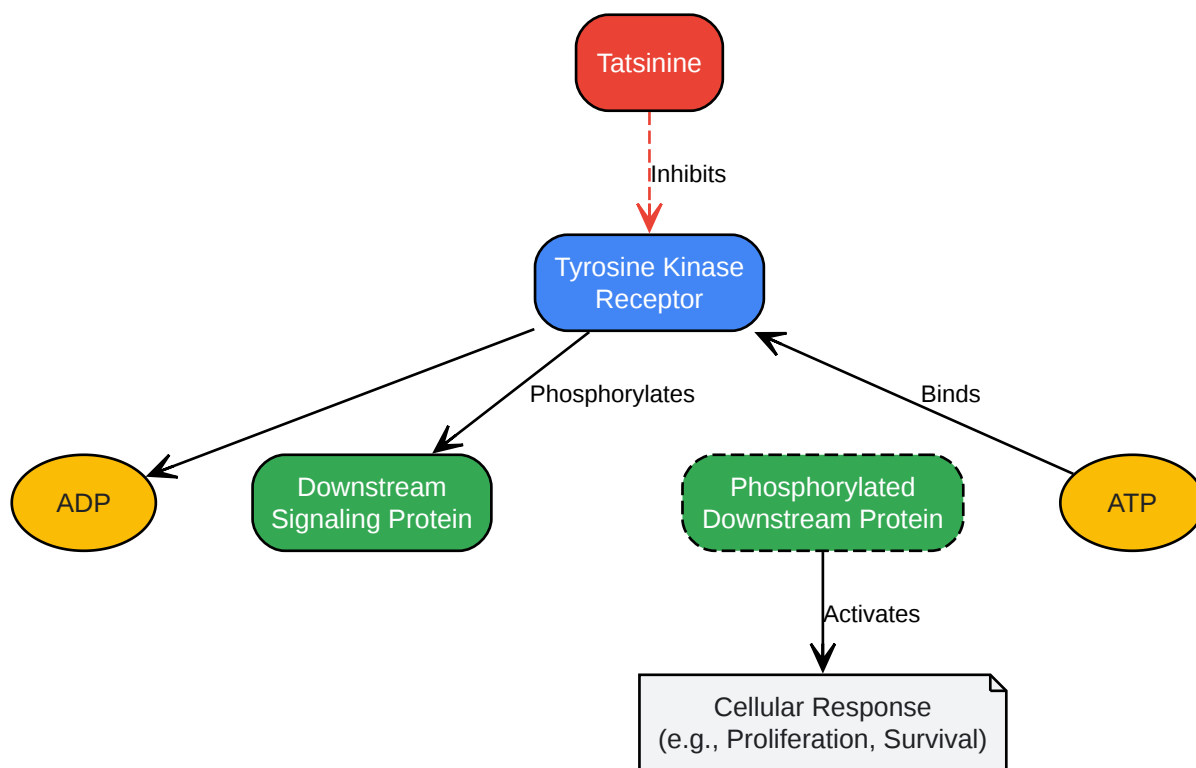 Tatsinine
Inhibits
Tyrosine Kinase
Receptor
Phosphorylates
Binds
ADP
Downstream
Signaling Protein
Phosphorylated
Downstream Protein
ATP
Activates
Cellular Response
(e.g., Proliferation, Survival)